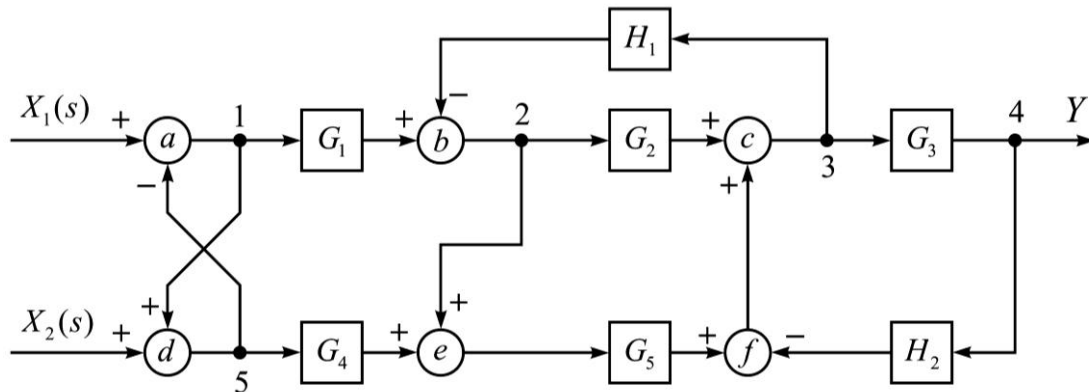 H₁
X₁(s) + a 1 G₁ + − b 2 G₂ + c 3 G₃ 4 Y
− +
+ +
X₂(s) + d 5 G₄ + e G₅ + f − H₂